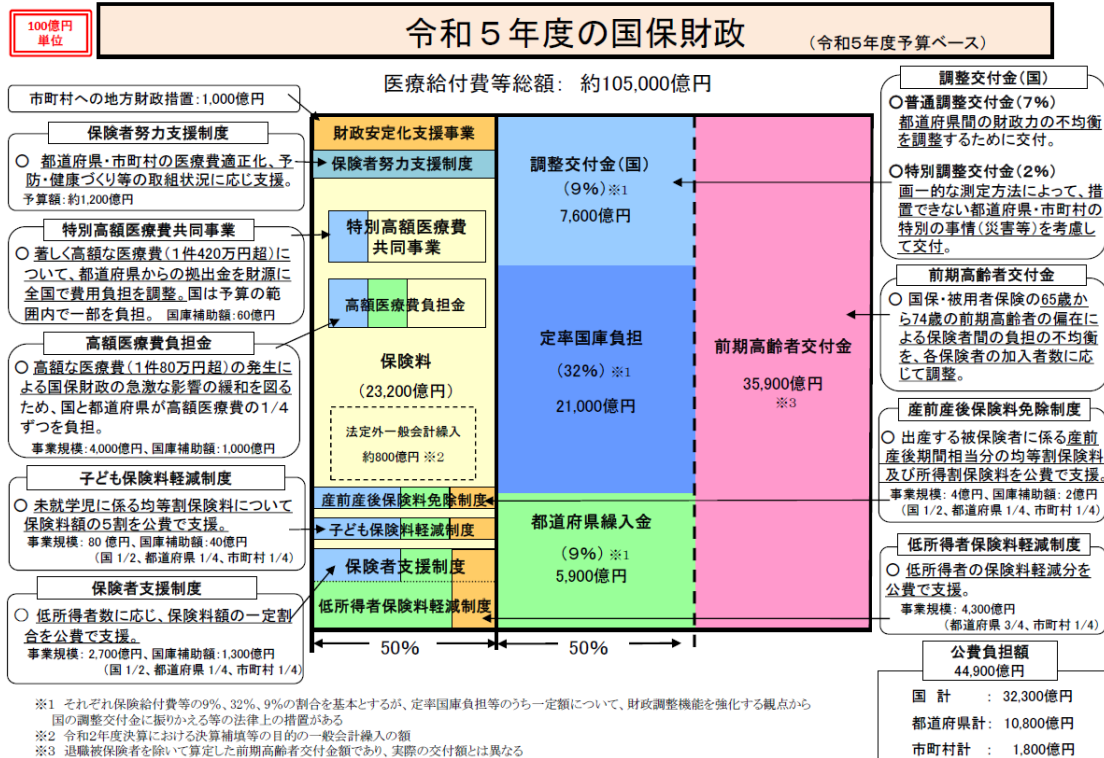 100億円
単位
令和５年度の国保財政
(令和5年度予算ベース)
医療給付費等総額： 約105,000億円
市町村への地方財政措置:1,000億円
保険者努力支援制度
○ 都道府県・市町村の医療費適正化、予
防・健康づくり等の取組状況に応じ支援。
予算額:約1,200億円
特別高額医療費共同事業
○ 著しく高額な医療費(1件420万円超)に
ついて、都道府県からの拠出金を財源に
全国で費用負担を調整。国は予算の範
囲内で一部を負担。 国庫補助額:60億円
高額医療費負担金
○ 高額な医療費(1件80万円超)の発生に
よる国保財政の急激な影響の緩和を図る
ため、国と都道府県が高額医療費の1/4
ずつを負担。
事業規模:4,000億円、国庫補助額:1,000億円
子ども保険料軽減制度
○ 未就学児に係る均等割保険料について
保険料額の5割を公費で支援。
事業規模: 80 億円、国庫補助額:40億円
(国 1/2、都道府県 1/4、市町村 1/4)
保険者支援制度
○ 低所得者数に応じ、保険料額の一定割
合を公費で支援。
事業規模: 2,700億円、国庫補助額:1,300億円
(国 1/2、都道府県 1/4、市町村 1/4)
財政安定化支援事業
保険者努力支援制度
特別高額医療費
共同事業
高額医療費負担金
保険料
(23,200億円)
法定外一般会計繰入
約800億円 ※2
産前産後保険料免除制度
子ども保険料軽減制度
保険者支援制度
低所得者保険料軽減制度
50%
調整交付金(国)
(9%) ※1
7,600億円
定率国庫負担
(32%) ※1
21,000億円
都道府県繰入金
(9%) ※1
5,900億円
50%
前期高齢者交付金
35,900億円
※3
調整交付金(国)
○普通調整交付金(7%)
都道府県間の財政力の不均衡
を調整するために交付。
○特別調整交付金(2%)
画一的な測定方法によって、措
置できない都道府県・市町村の
特別の事情(災害等)を考慮し
て交付。
前期高齢者交付金
○ 国保・被用者保険の65歳か
ら74歳の前期高齢者の偏在に
よる保険者間の負担の不均衡
を、各保険者の加入者数に応
じて調整。
産前産後保険料免除制度
○ 出産する被保険者に係る産前
産後期間相当分の均等割保険料
及び所得割保険料を公費で支援。
事業規模: 4億円、国庫補助額: 2億円
(国 1/2、都道府県 1/4、市町村 1/4)
低所得者保険料軽減制度
○ 低所得者の保険料軽減分を
公費で支援。
事業規模: 4,300億円
(都道府県 3/4、市町村 1/4)
公費負担額
44,900億円
国 計 ： 32,300億円
都道府県計： 10,800億円
市町村計 ： 1,800億円
※1 それぞれ保険給付費等の9%、32%、9%の割合を基本とするが、定率国庫負担等のうち一定額について、財政調整機能を強化する観点から
国の調整交付金に振りかえる等の法律上の措置がある
※2 令和2年度決算における決算補填等の目的の一般会計繰入の額
※3 退職被保険者を除いて算定した前期高齢者交付金額であり、実際の交付額とは異なる